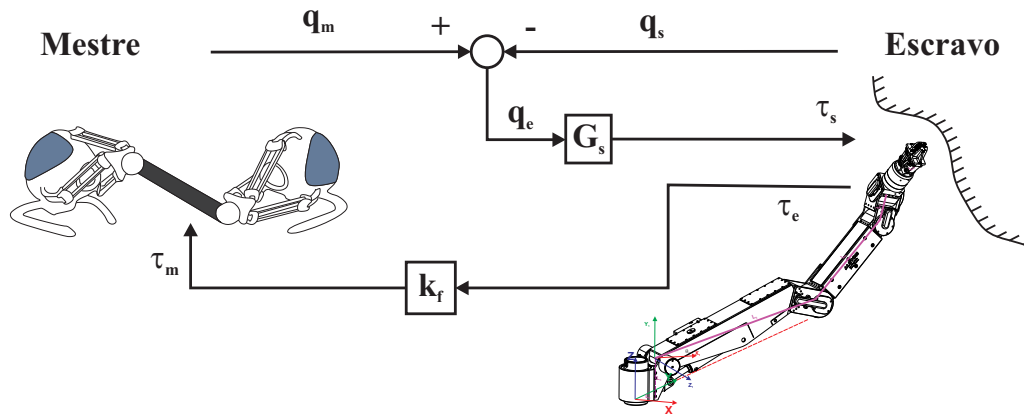 Mestre
q_m
+
-
q_s
Escravo
q_e
G_s
τ_s
τ_e
τ_m
k_f
X